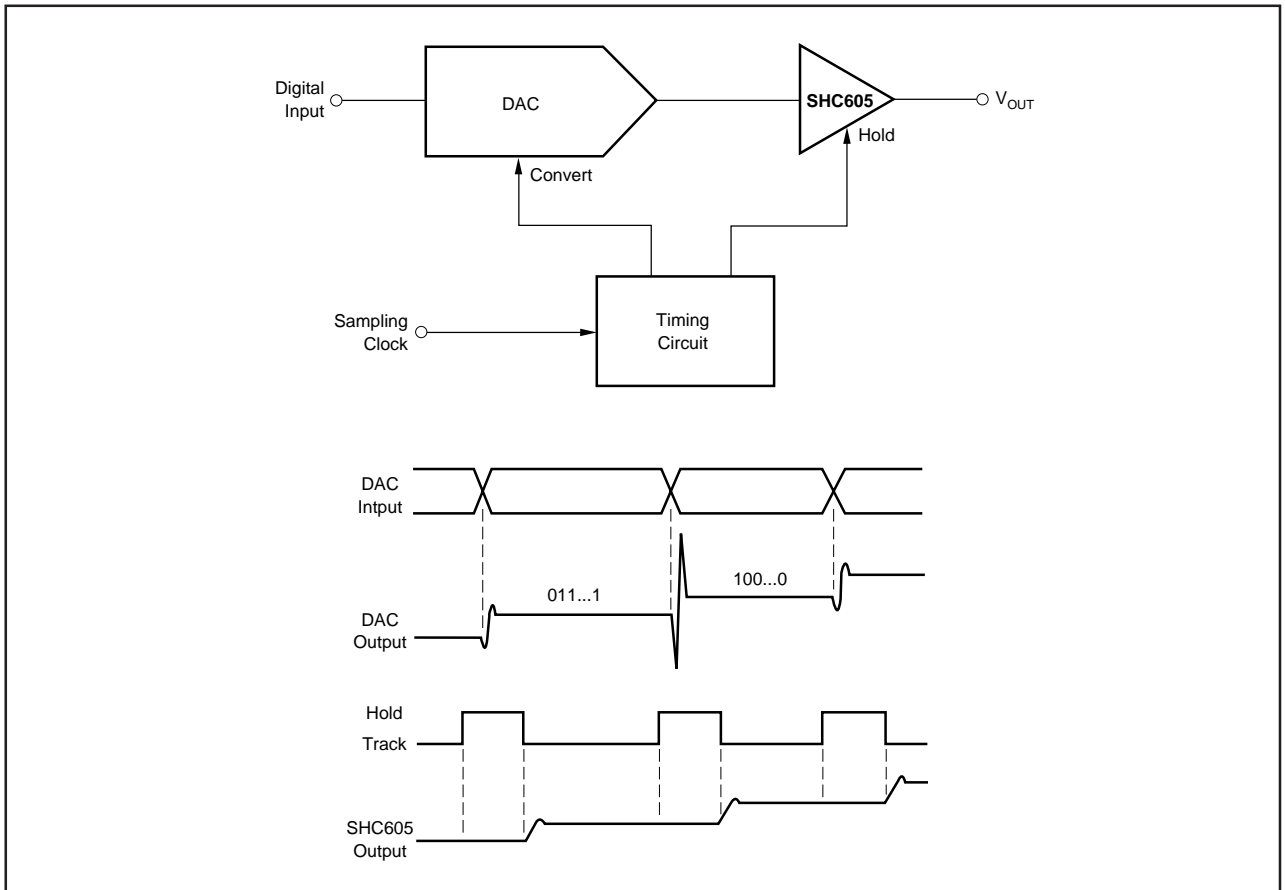 Digital
Input
DAC
SHC605
VOUT
Hold
Convert
Sampling
Clock
Timing
Circuit
DAC
Intput
011...1
100...0
DAC
Output
Hold
Track
SHC605
Output